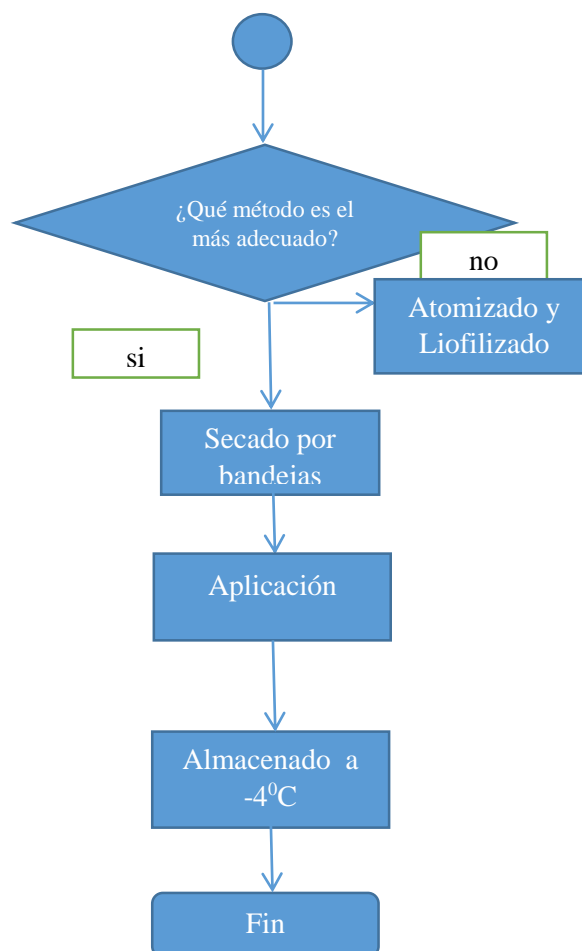 ¿Qué método es el
más adecuado?
no
Atomizado y
Liofilizado
si
Secado por
bandejas
Aplicación
Almacenado a
-4⁰C
Fin